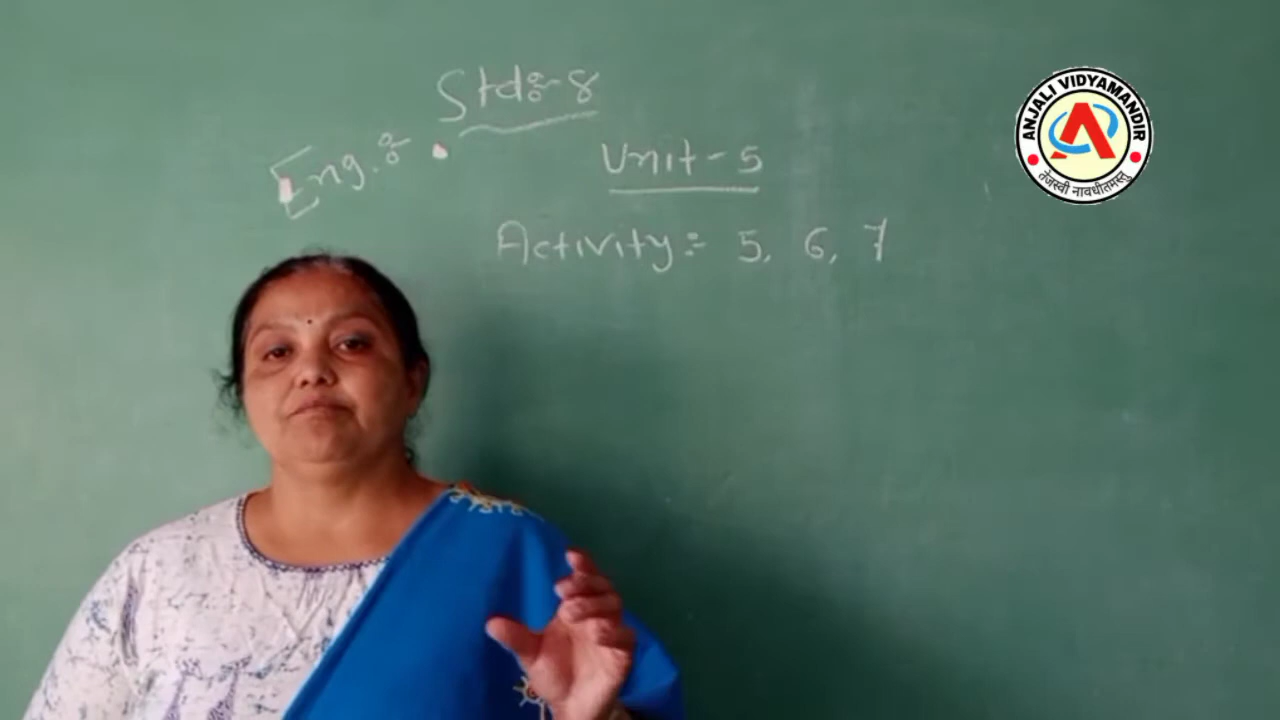 Std:-8
Eng.:-
Unit-5
Activity:- 5, 6, 7
ANJALI VIDYAMANDIR
A
तेजस्वी नावधीतमस्तु